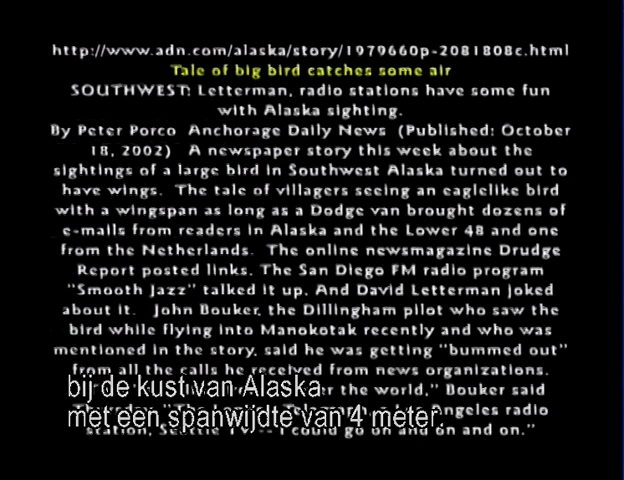 http://www.adn.com/alaska/story/1979660p-2081808c.html
Tale of big bird catches some air
SOUTHWEST: Letterman, radio stations have some fun
with Alaska sighting.
By Peter Porco Anchorage Daily News (Published: October
18, 2002) A newspaper story this week about the
sightings of a large bird in Southwest Alaska turned out to
have wings. The tale of villagers seeing an eaglelike bird
with a wingspan as long as a Dodge van brought dozens of
e-mails from readers in Alaska and the Lower 48 and one
from the Netherlands. The online newsmagazine Drudge
Report posted links. The San Diego FM radio program
"Smooth Jazz" talked it up. And David Letterman joked
about it. John Bouker, the Dillingham pilot who saw the
bird while flying into Manokotak recently and who was
mentioned in the story, said he was getting "bummed out"
from all the calls he received from news organizations.
the world," Bouker said
Angeles radio
station, I could go on and on and on."
bij de kust van Alaska
met een spanwijdte van 4 meter.